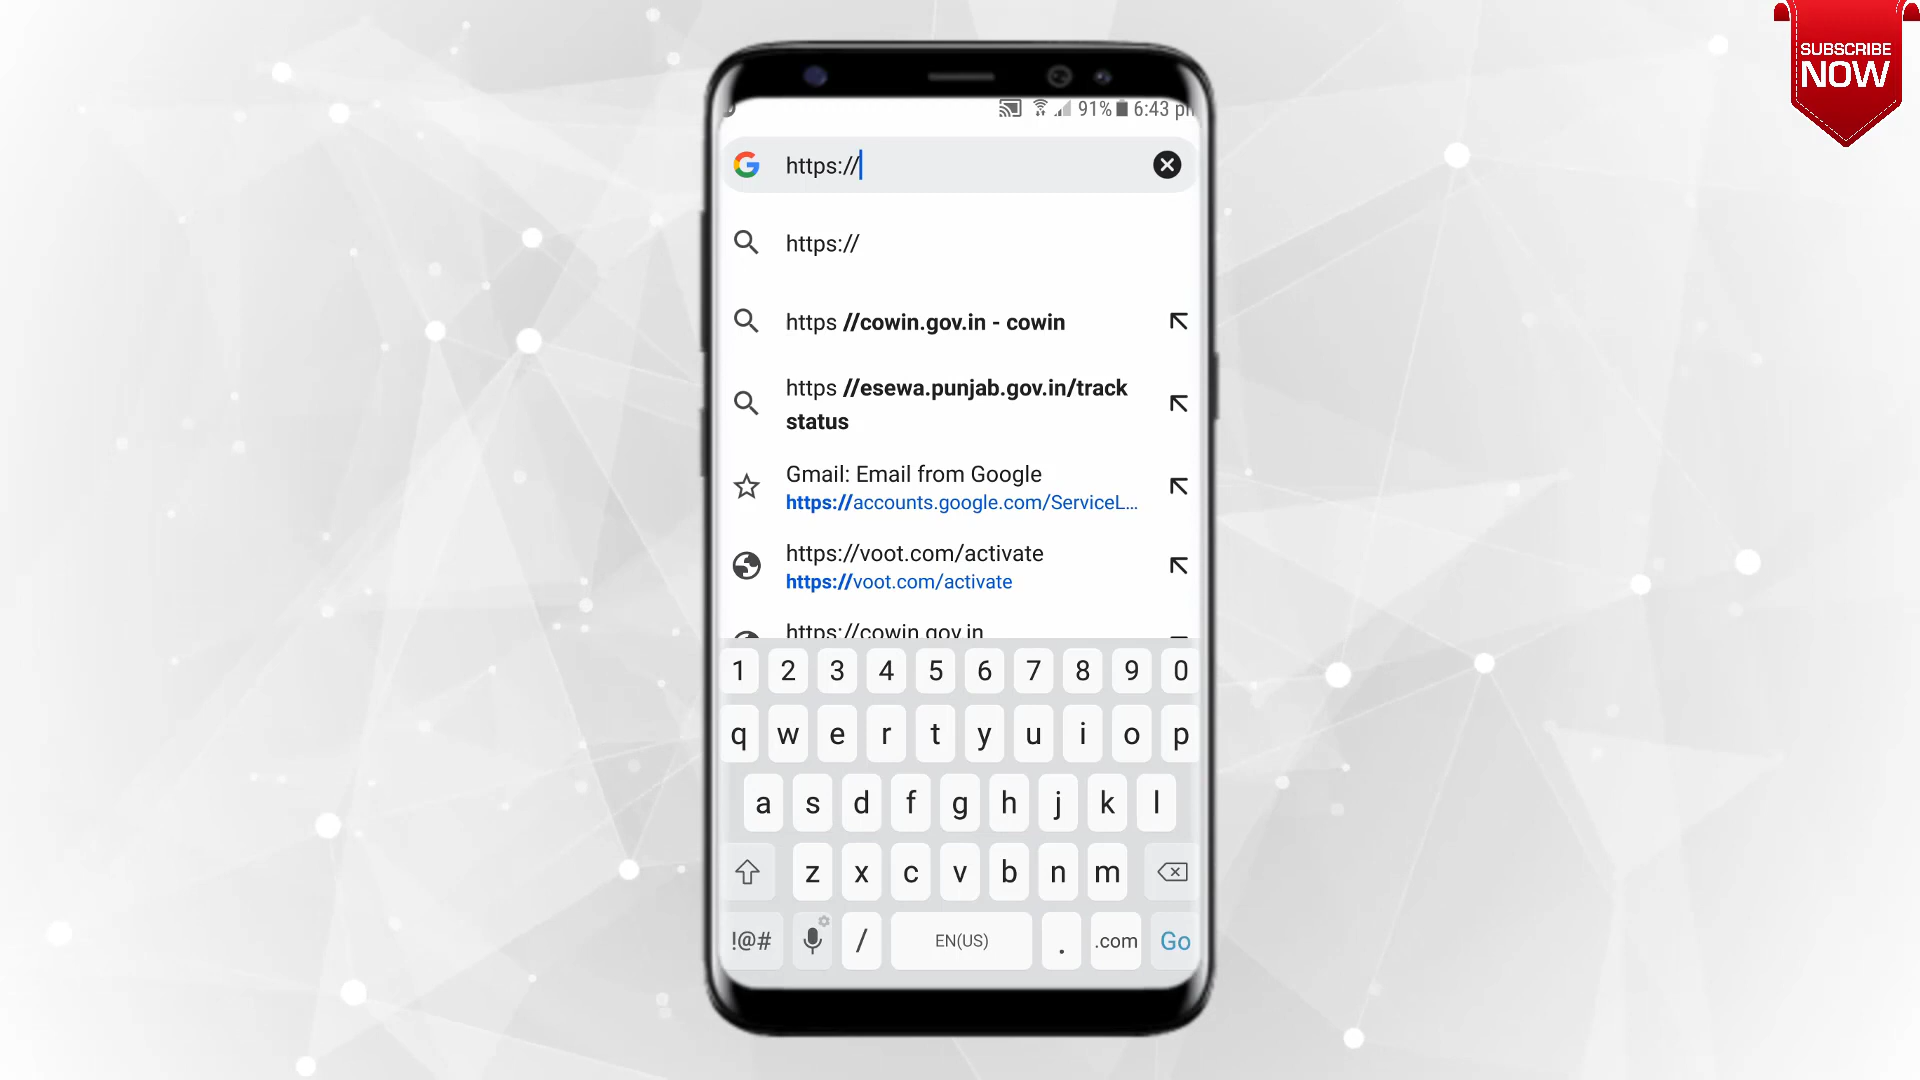 SUBSCRIBE
NOW
91% 6:43 pm
https://
https://
https //cowin.gov.in - cowin
https //esewa.punjab.gov.in/track
status
Gmail: Email from Google
https://accounts.google.com/ServiceL...
https://voot.com/activate
https://voot.com/activate
https://cowin.gov.in
1 2 3 4 5 6 7 8 9 0
q w e r t y u i o p
a s d f g h j k l
z x c v b n m
!@# / EN(US) . .com Go